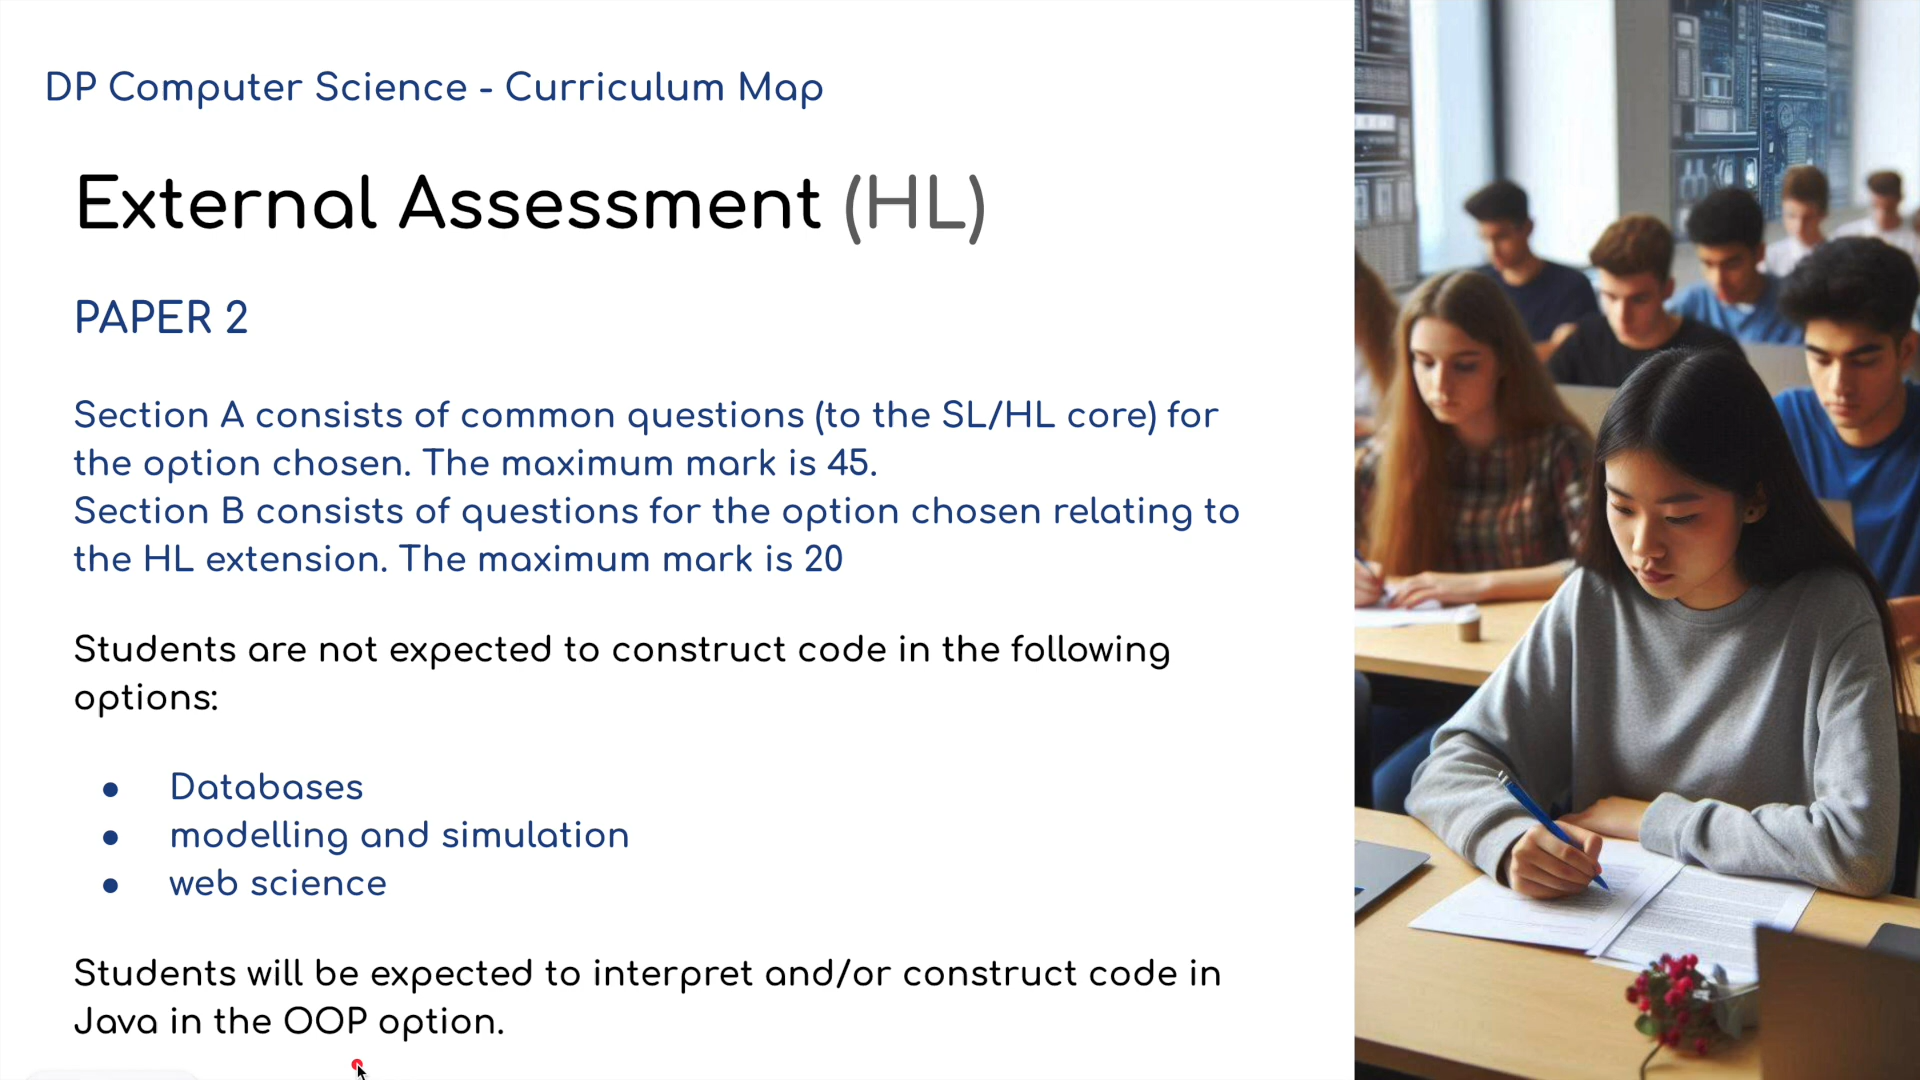 DP Computer Science - Curriculum Map
External Assessment (HL)
PAPER 2
Section A consists of common questions (to the SL/HL core) for
the option chosen. The maximum mark is 45.
Section B consists of questions for the option chosen relating to
the HL extension. The maximum mark is 20
Students are not expected to construct code in the following
options:
● Databases
● modelling and simulation
● web science
Students will be expected to interpret and/or construct code in
Java in the OOP option.